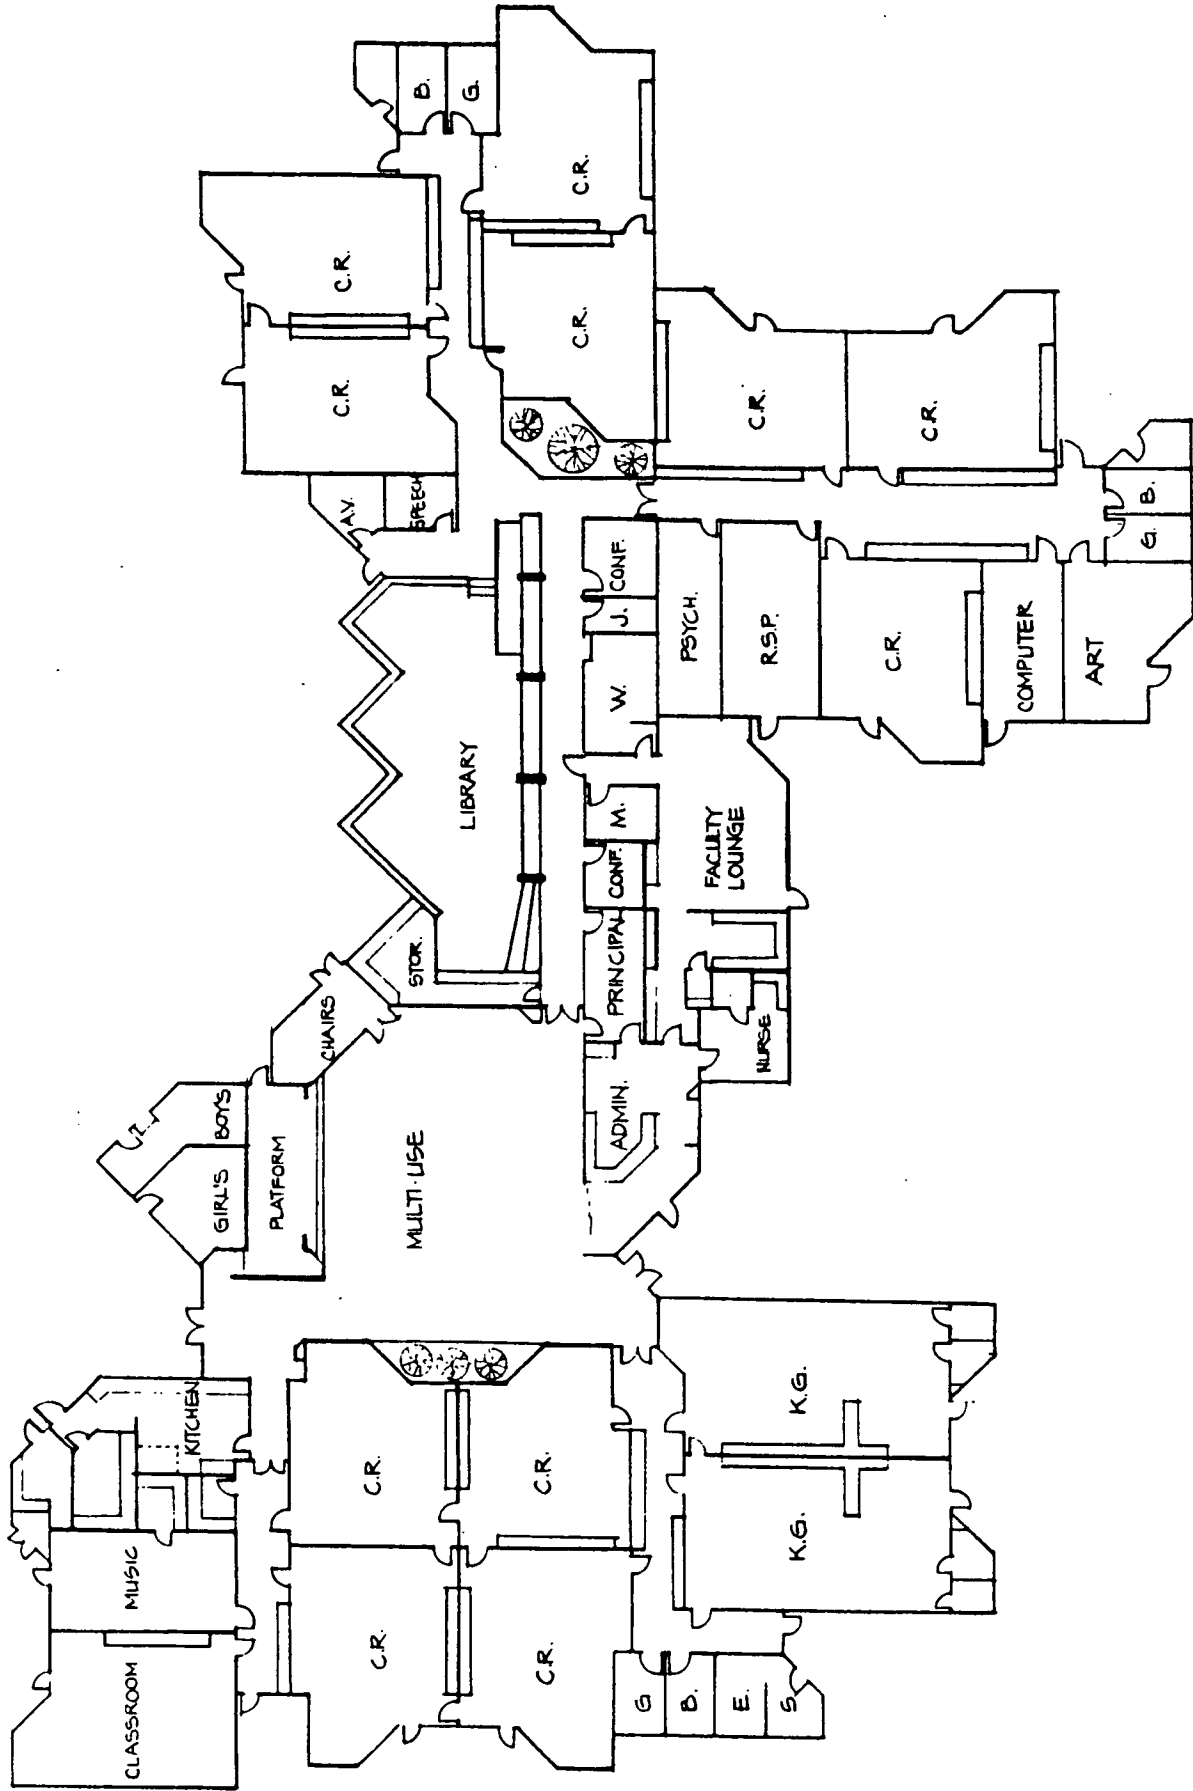 CLASSROOM
MUSIC
KITCHEN
GIRL'S
BOYS
PLATFORM
CHAIRS
A.V.
C.R.
C.R.
C.R.
C.R.
STOR.
MULTI-USE
SPEECH
B.
G.
LIBRARY
C.R.
C.R.
C.R.
C.R.
ADMIN.
PRINCIPAL
CONF.
M.
W.
J.
CONF.
G
B.
E.
S.
NURSE
FACULTY
LOUNGE
PSYCH.
R.S.P.
C.R.
K.G.
K.G.
C.R.
C.R.
COMPUTER
ART
G.
B.